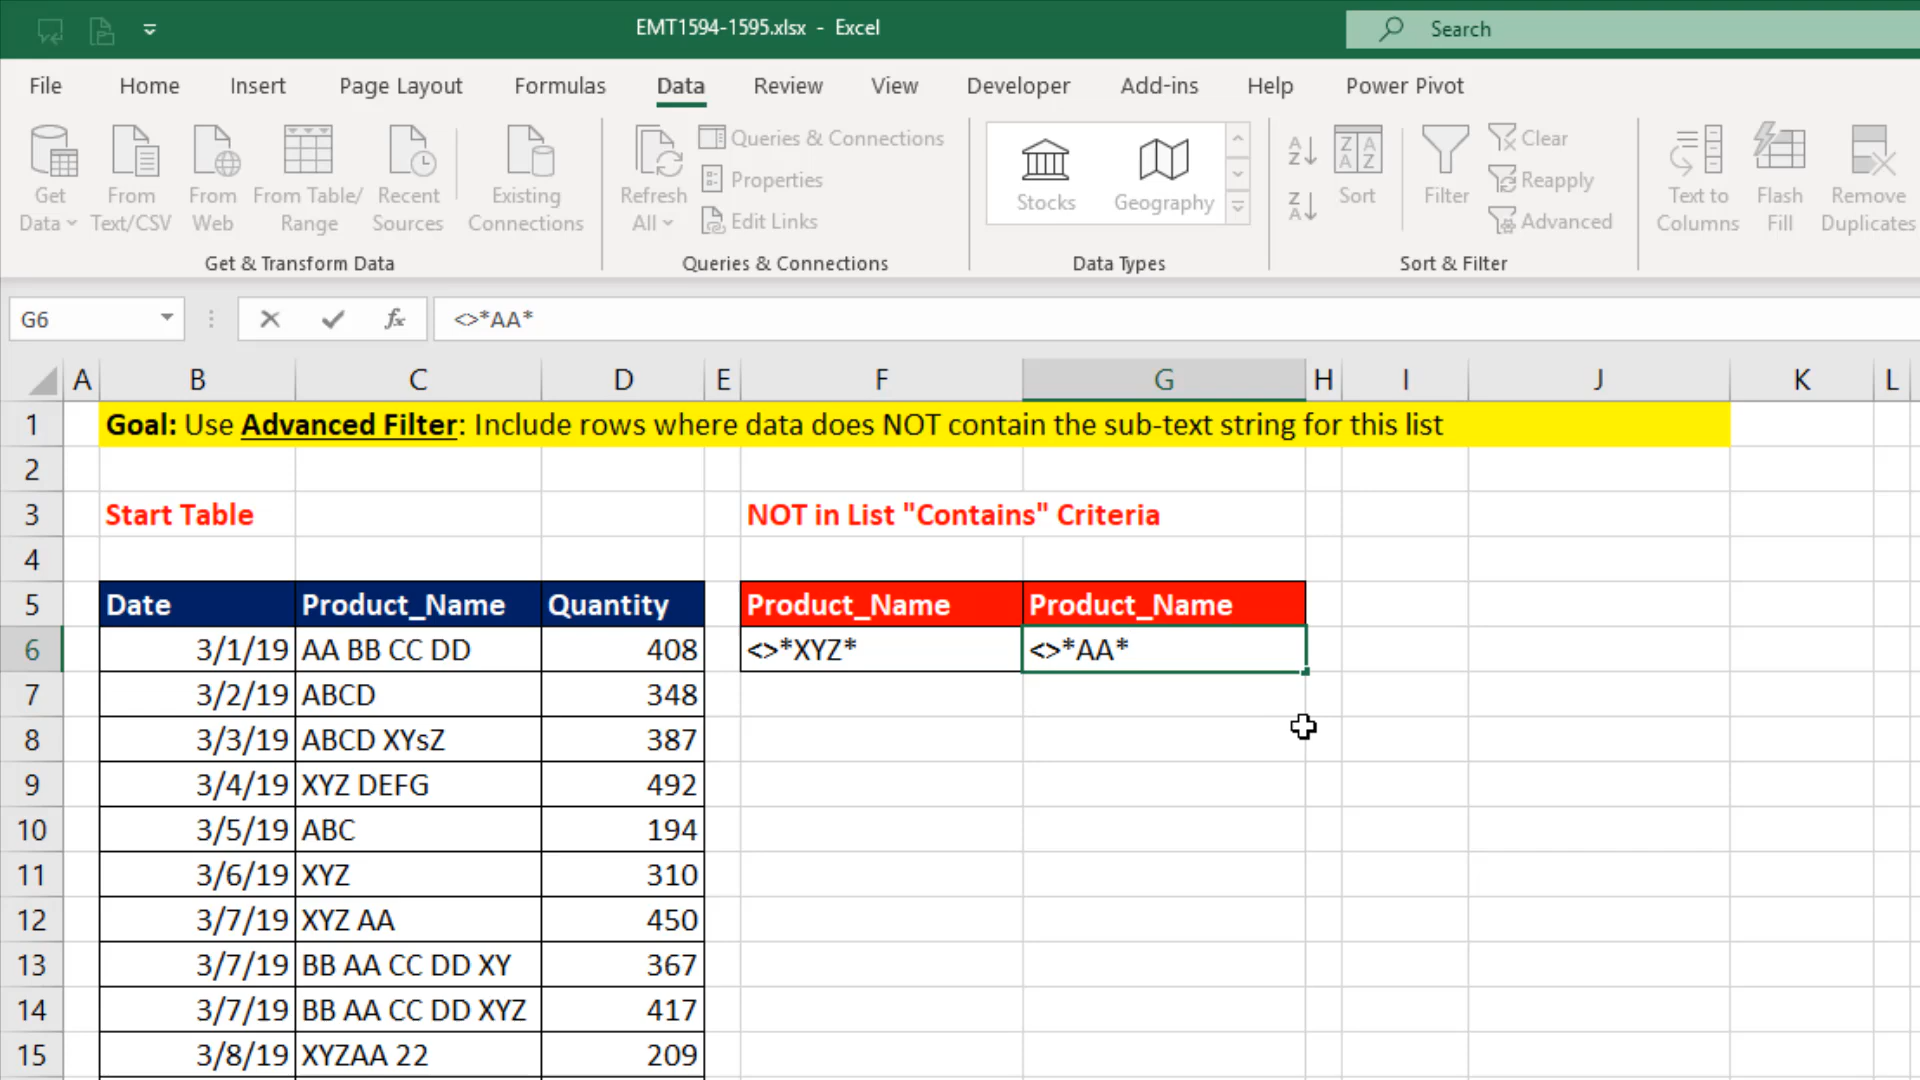 EMT1594-1595.xlsx - Excel
Search
File Home Insert Page Layout Formulas Data Review View Developer Add-ins Help Power Pivot
Get Data
From Text/CSV
From Web
From Table/ Range
Recent Sources
Existing Connections
Get & Transform Data
Refresh All
Queries & Connections
Properties
Edit Links
Queries & Connections
Stocks
Geography
Data Types
Sort
Filter
Clear
Reapply
Advanced
Sort & Filter
Text to Columns
Flash Fill
Remove Duplicates
G6 fx <>*AA*
A B C D E F G H I J K L
1 Goal: Use Advanced Filter: Include rows where data does NOT contain the sub-text string for this list
2
3 Start Table NOT in List "Contains" Criteria
4
5 Date Product_Name Quantity Product_Name Product_Name
6 3/1/19 AA BB CC DD 408 <>*XYZ* <>*AA*
7 3/2/19 ABCD 348
8 3/3/19 ABCD XYsZ 387
9 3/4/19 XYZ DEFG 492
10 3/5/19 ABC 194
11 3/6/19 XYZ 310
12 3/7/19 XYZ AA 450
13 3/7/19 BB AA CC DD XY 367
14 3/7/19 BB AA CC DD XYZ 417
15 3/8/19 XYZAA 22 209